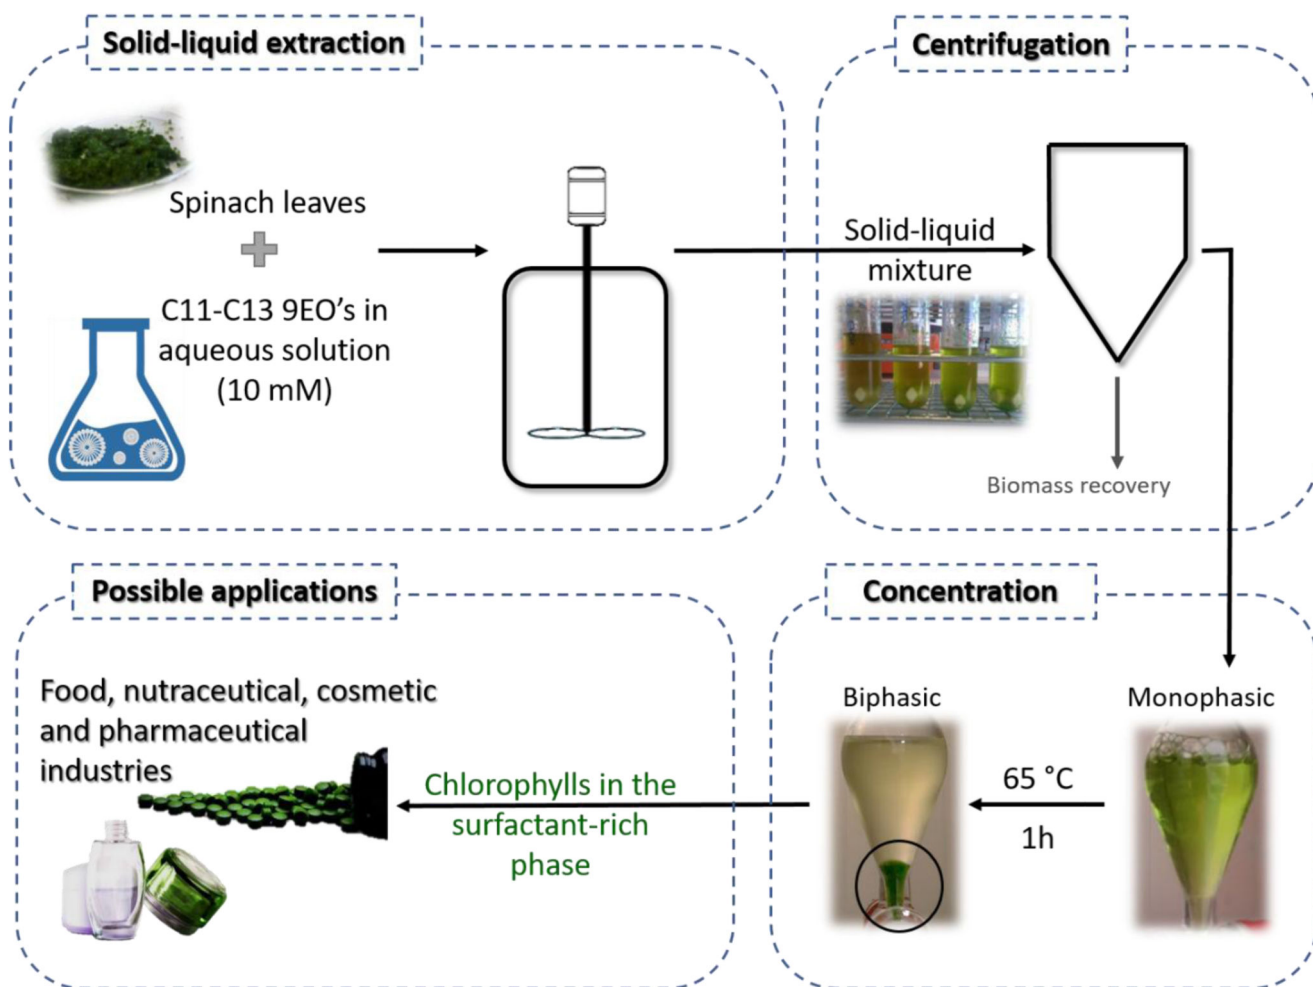 Solid-liquid extraction
Spinach leaves
C11-C13 9EO's in
aqueous solution
(10 mM)
Centrifugation
Solid-liquid
mixture
Biomass recovery
Concentration
Monophasic
65 °C
1h
Biphasic
Possible applications
Chlorophylls in the
surfactant-rich
phase
Food, nutraceutical, cosmetic
and pharmaceutical
industries